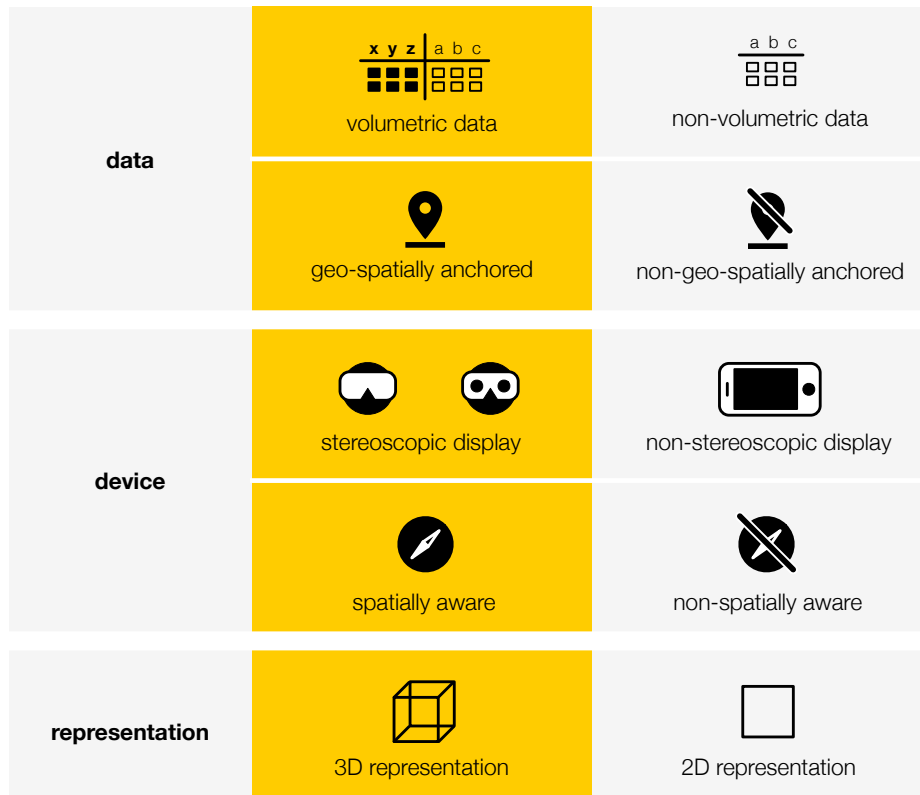 data
x y z a b c
volumetric data
a b c
non-volumetric data
geo-spatially anchored
non-geo-spatially anchored
device
stereoscopic display
non-stereoscopic display
spatially aware
non-spatially aware
representation
3D representation
2D representation